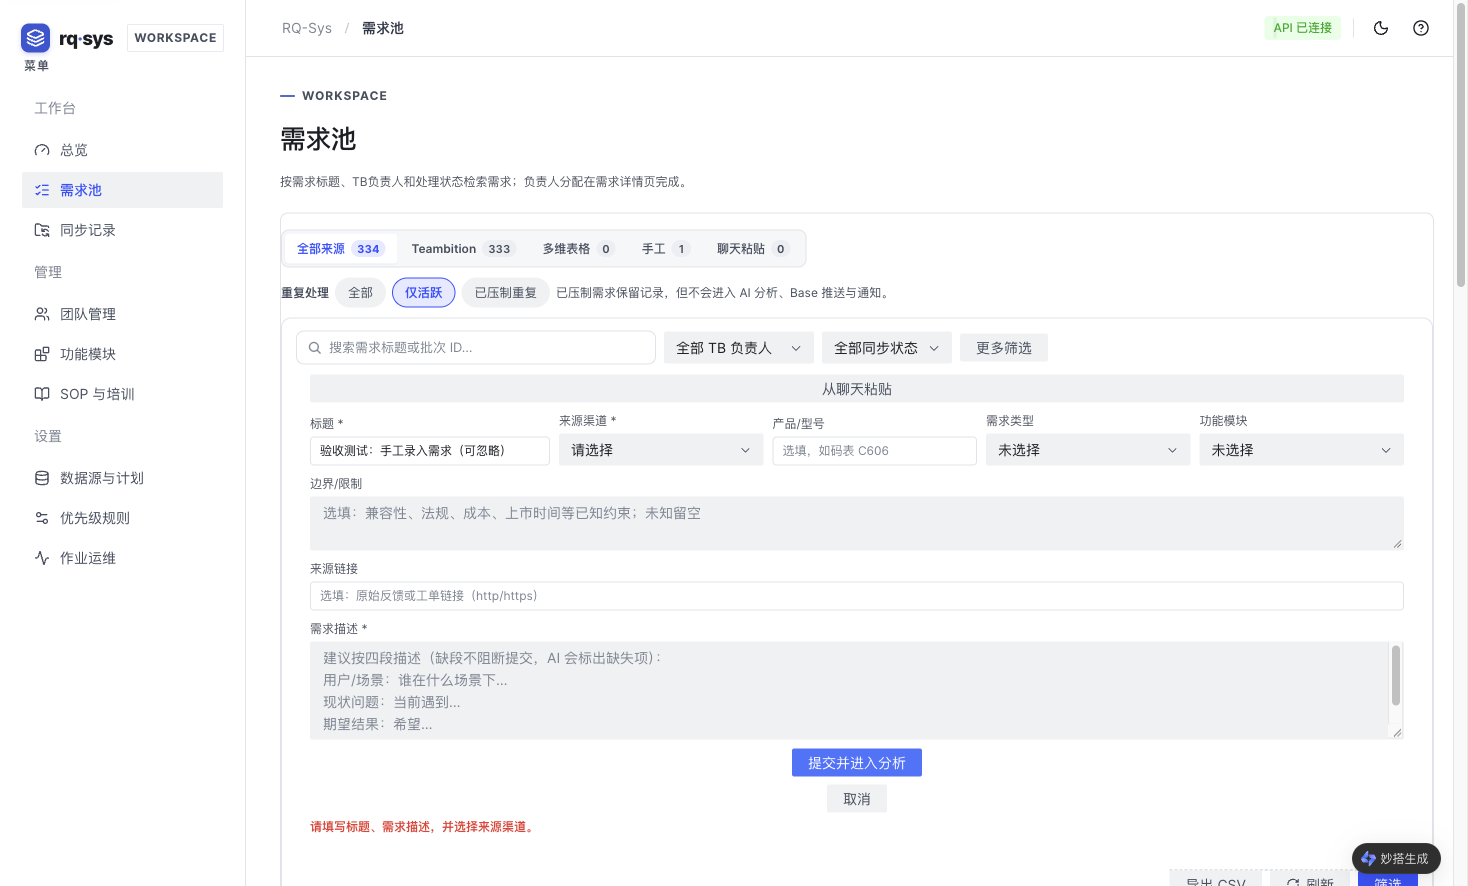 rq·sys WORKSPACE
菜单
工作台
总览
需求池
同步记录
管理
团队管理
功能模块
SOP 与培训
设置
数据源与计划
优先级规则
作业运维
RQ-Sys / 需求池
API 已连接
WORKSPACE
需求池
按需求标题、TB负责人和处理状态检索需求；负责人分配在需求详情页完成。
全部来源 334 Teambition 333 多维表格 0 手工 1 聊天粘贴 0
重复处理 全部 仅活跃 已压制重复 已压制需求保留记录，但不会进入 AI 分析、Base 推送与通知。
搜索需求标题或批次 ID... 全部 TB 负责人 全部同步状态 更多筛选
从聊天粘贴
标题 * 来源渠道 * 产品/型号 需求类型 功能模块
验收测试：手工录入需求（可忽略） 请选择 选填，如码表 C606 未选择 未选择
边界/限制
选填：兼容性、法规、成本、上市时间等已知约束；未知留空
来源链接
选填：原始反馈或工单链接（http/https）
需求描述 *
建议按四段描述（缺段不阻断提交，AI 会标出缺失项）：
用户/场景：谁在什么场景下...
现状问题：当前遇到...
期望结果：希望...
提交并进入分析
取消
请填写标题、需求描述，并选择来源渠道。
妙搭生成
导出 CSV 刷新 筛选